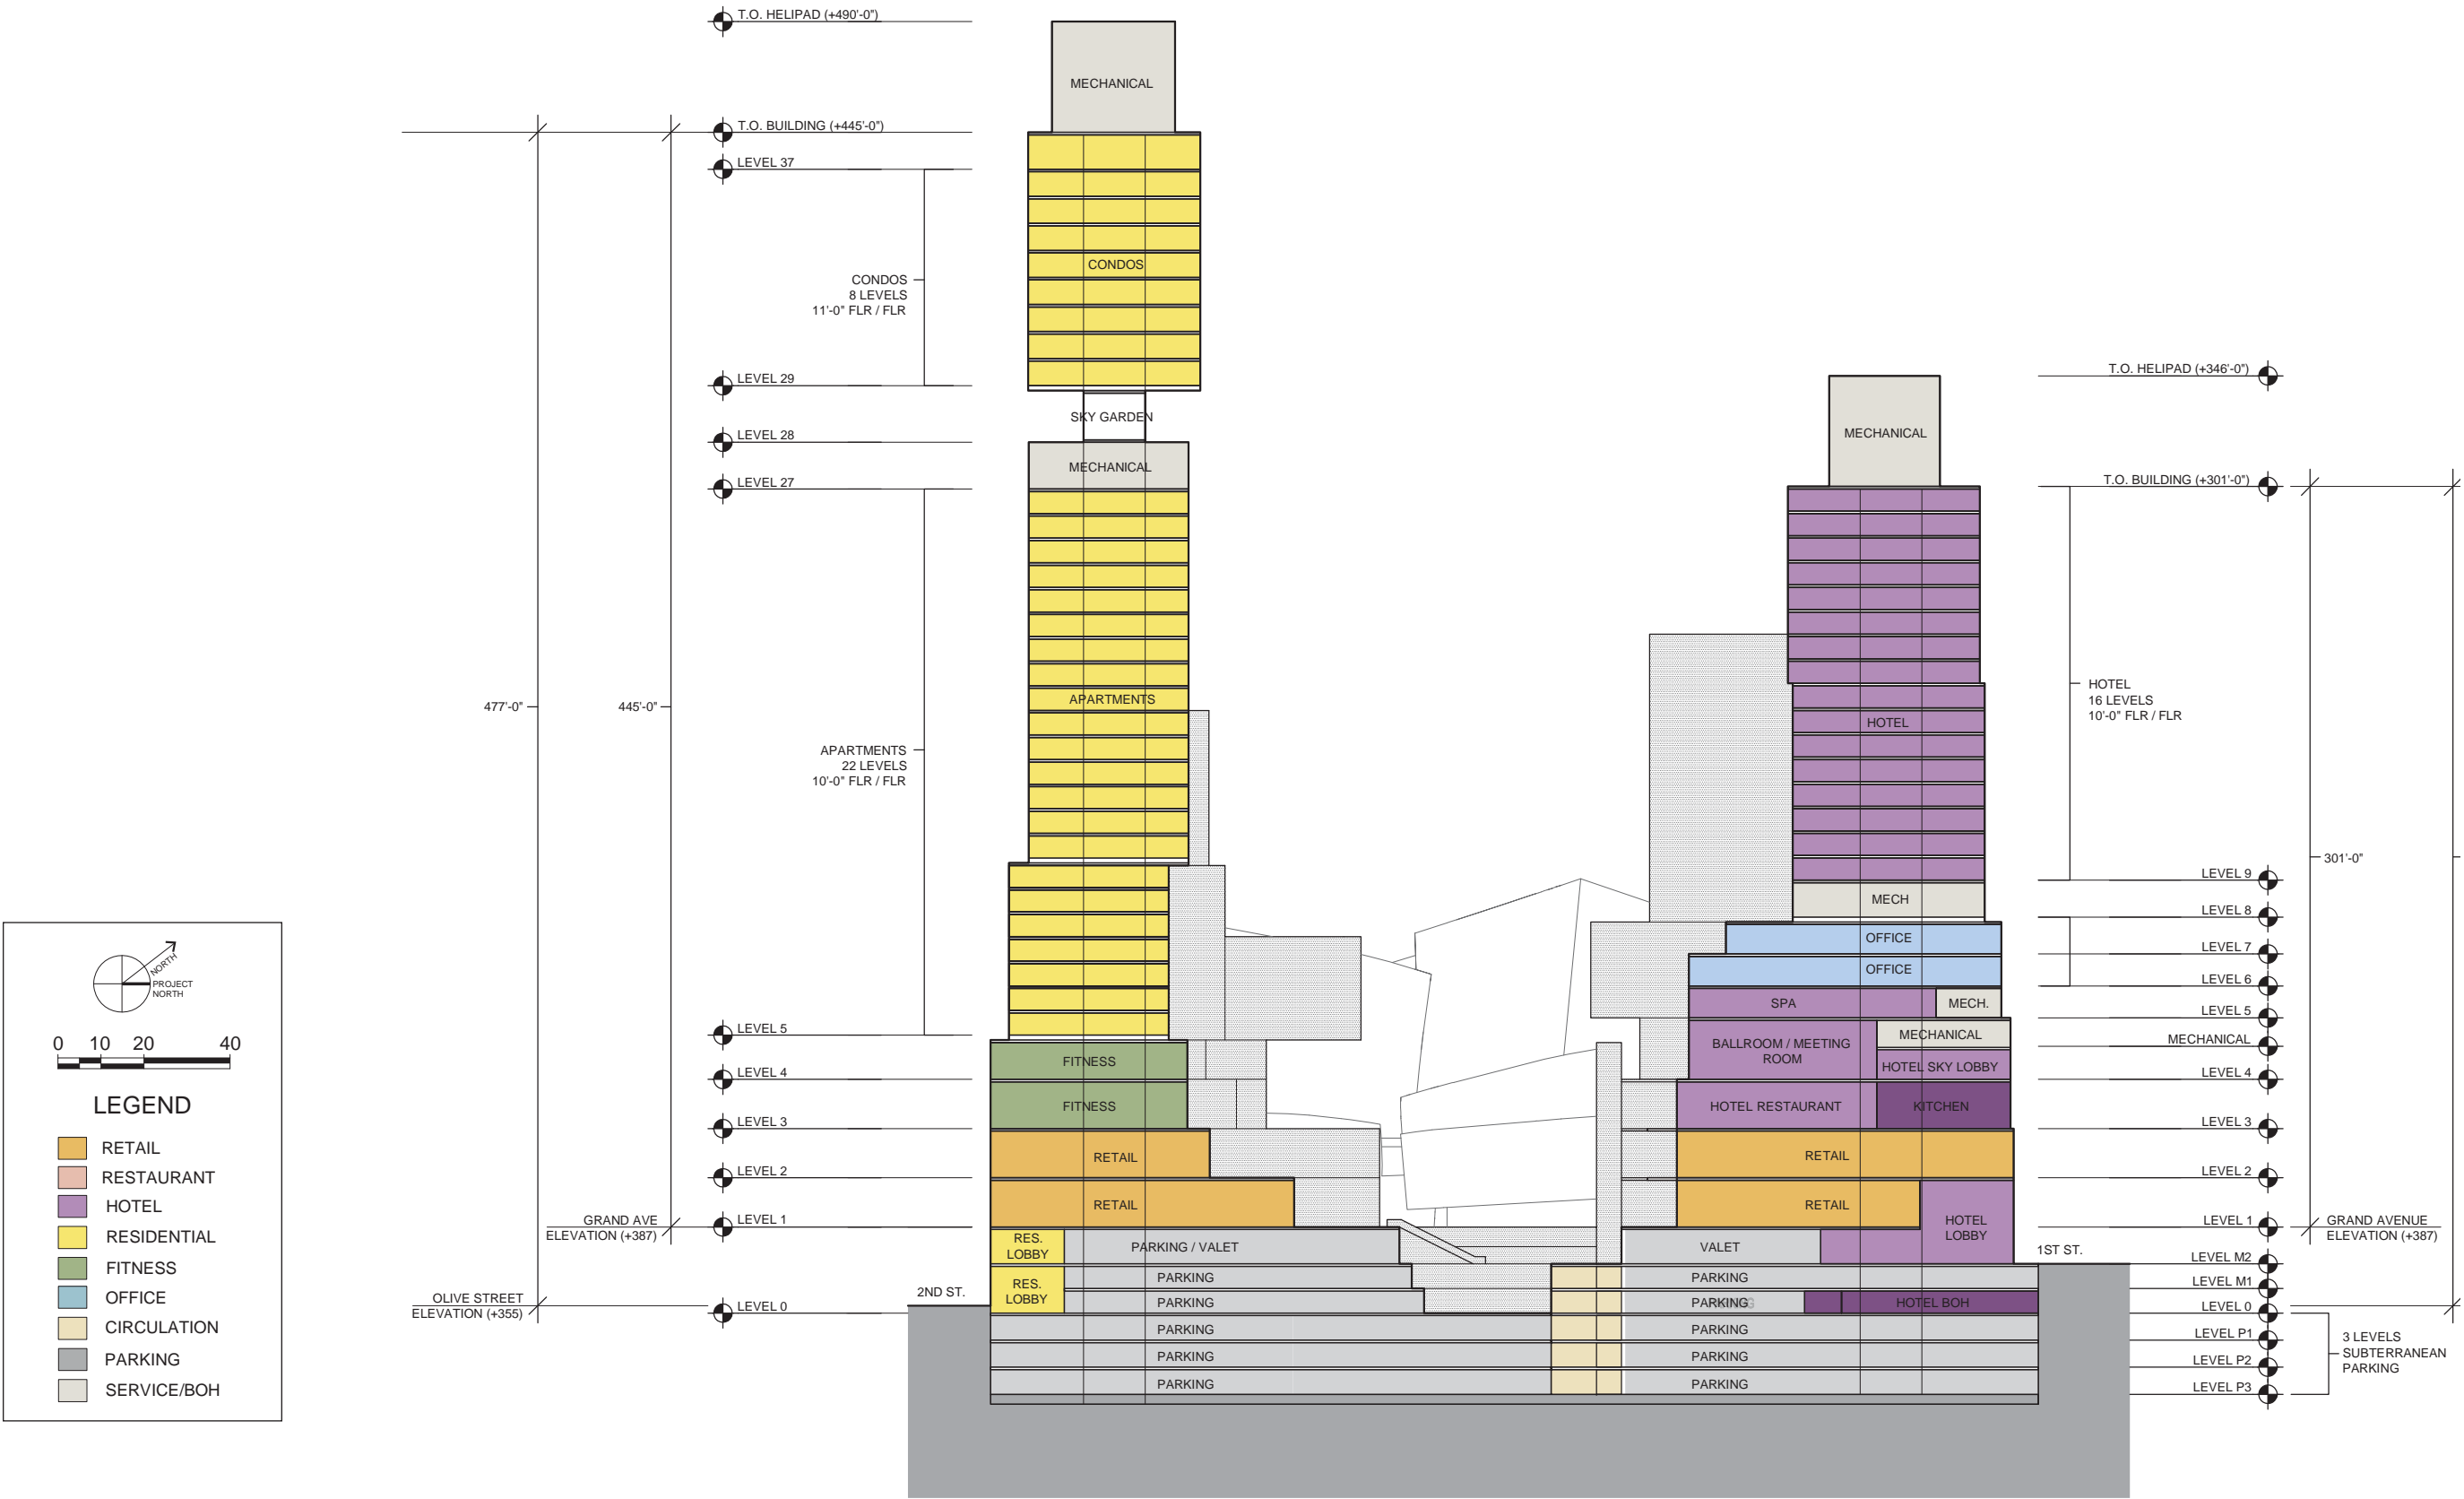 T.O. HELIPAD (+490'-0")
MECHANICAL
T.O. BUILDING (+445'-0")
LEVEL 37
CONDOS
CONDOS
8 LEVELS
11'-0" FLR / FLR
LEVEL 29
SKY GARDEN
LEVEL 28
MECHANICAL
LEVEL 27
477'-0"
445'-0"
APARTMENTS
APARTMENTS
22 LEVELS
10'-0" FLR / FLR
LEVEL 5
FITNESS
LEVEL 4
FITNESS
LEVEL 3
RETAIL
LEVEL 2
RETAIL
GRAND AVE
ELEVATION (+387)
LEVEL 1
RES.
LOBBY
PARKING / VALET
RES.
LOBBY
PARKING
2ND ST.
OLIVE STREET
ELEVATION (+355)
LEVEL 0
PARKING
PARKING
PARKING
PARKING
T.O. HELIPAD (+346'-0")
MECHANICAL
T.O. BUILDING (+301'-0")
HOTEL
HOTEL
16 LEVELS
10'-0" FLR / FLR
301'-0"
LEVEL 9
MECH
LEVEL 8
OFFICE
LEVEL 7
OFFICE
LEVEL 6
SPA
MECH.
LEVEL 5
BALLROOM / MEETING
ROOM
MECHANICAL
MECHANICAL
HOTEL SKY LOBBY
LEVEL 4
HOTEL RESTAURANT
KITCHEN
LEVEL 3
RETAIL
LEVEL 2
RETAIL
HOTEL
LOBBY
LEVEL 1
GRAND AVENUE
ELEVATION (+387)
VALET
1ST ST.
LEVEL M2
PARKING
LEVEL M1
PARKING
HOTEL BOH
LEVEL 0
PARKING
LEVEL P1
PARKING
LEVEL P2
PARKING
LEVEL P3
3 LEVELS
SUBTERRANEAN
PARKING
NORTH
PROJECT
NORTH
0 10 20 40
LEGEND
RETAIL
RESTAURANT
HOTEL
RESIDENTIAL
FITNESS
OFFICE
CIRCULATION
PARKING
SERVICE/BOH